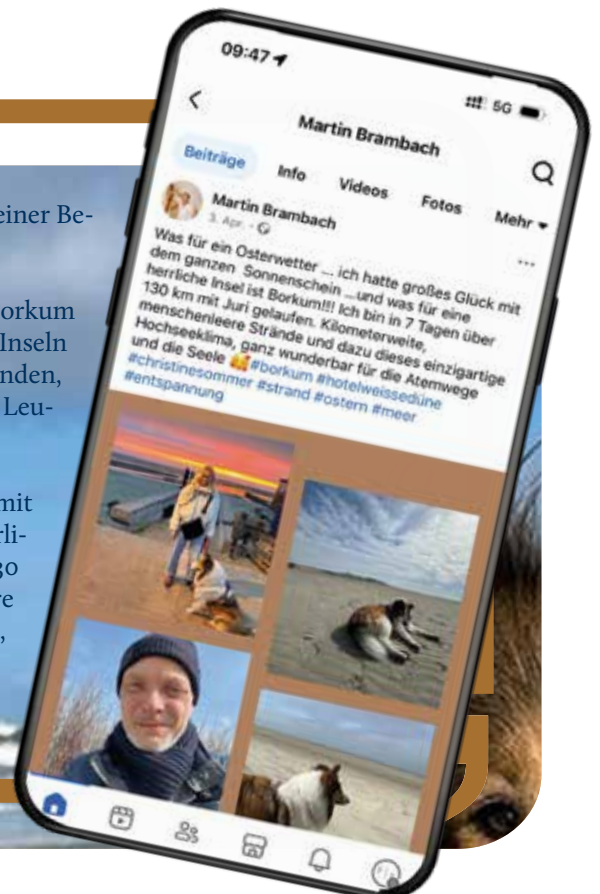 einer Be-
orkum
Inseln
nden,
Leu-
mit
rli-
30
re
,
09:47
5G
Martin Brambach
Beiträge Info Videos Fotos Mehr
Martin Brambach
3. Apr.
Was für ein Osterwetter ... ich hatte großes Glück mit
dem ganzen Sonnenschein ...und was für eine
herrliche Insel ist Borkum!!! Ich bin in 7 Tagen über
130 km mit Juri gelaufen. Kilometerweite,
menschenleere Strände und dazu dieses einzigartige
Hochseeklima, ganz wunderbar für die Atemwege
und die Seele 🥰#borkum #hotelweissedüne
#christinesommer #strand #ostern #meer
#entspannung